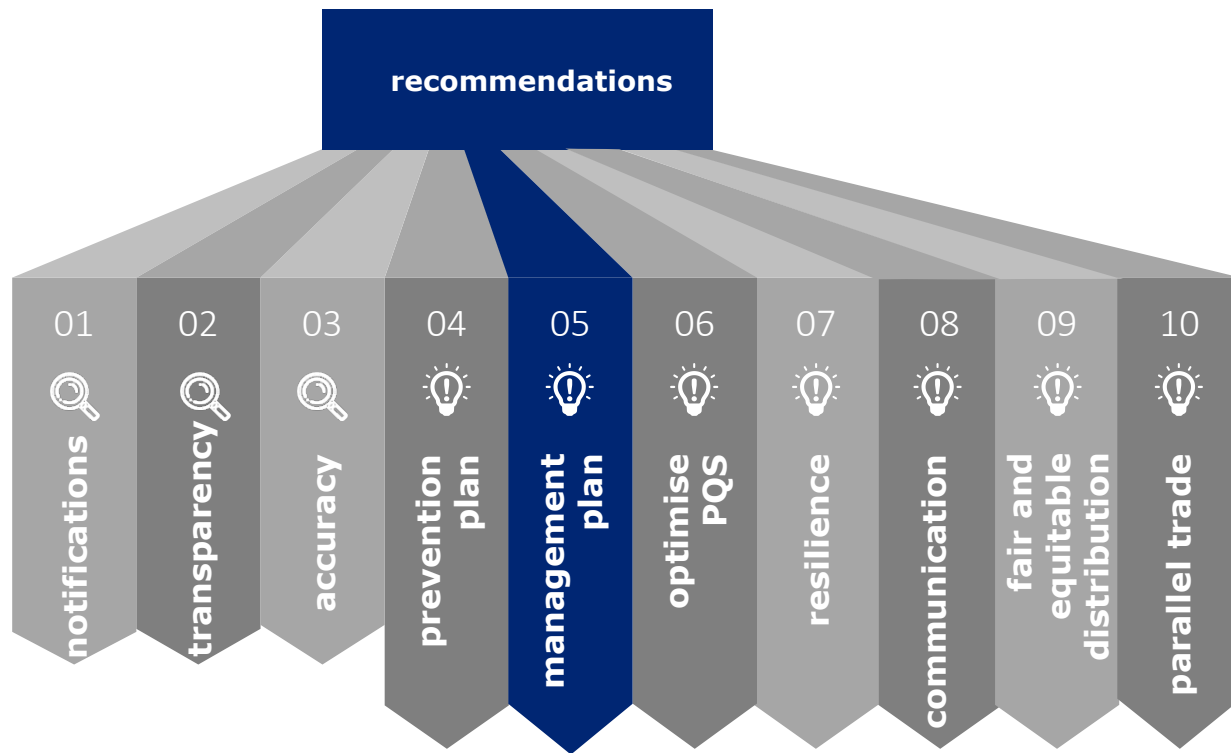 recommendations
01
notifications
02
transparency
03
accuracy
04
prevention
plan
05
management
plan
06
optimise
PQS
07
resilience
08
communication
09
fair and
equitable
distribution
10
parallel trade